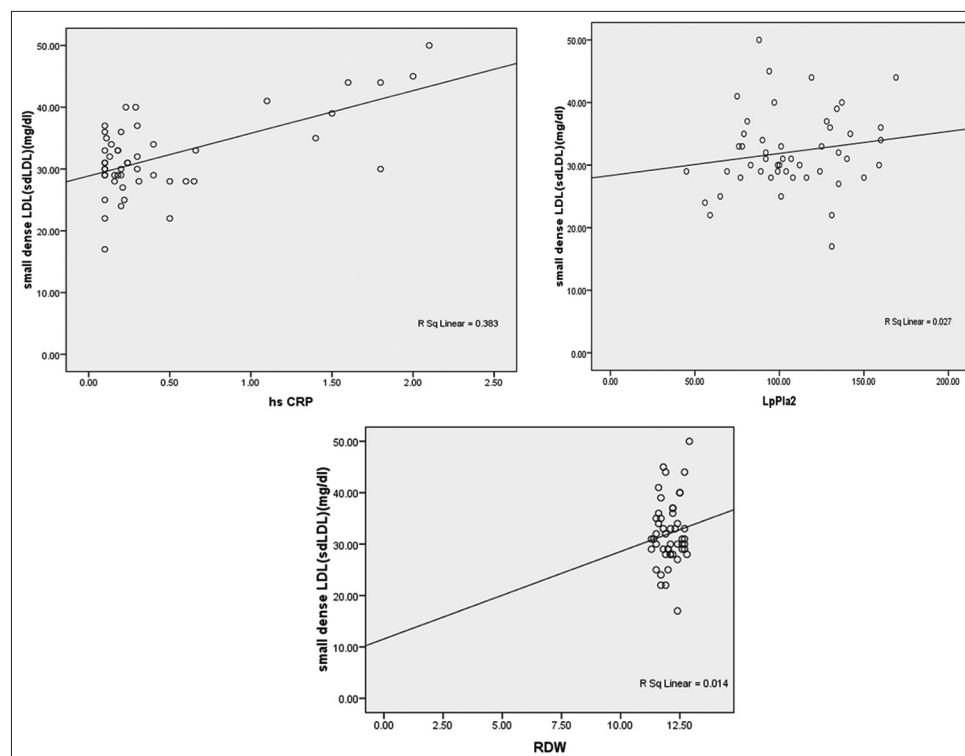 50.00
40.00
30.00
20.00
10.00
0.00
small dense LDL(sdLDL)(mg/dl)
R Sq Linear = 0.383
0.00 0.50 1.00 1.50 2.00 2.50
hs CRP
50.00
40.00
30.00
20.00
10.00
0.00
small dense LDL(sdLDL)(mg/dl)
R Sq Linear = 0.027
0.00 50.00 100.00 150.00 200.00
LpPla2
50.00
40.00
30.00
20.00
10.00
0.00
small dense LDL(sdLDL)(mg/dl)
R Sq Linear = 0.014
0.00 2.50 5.00 7.50 10.00 12.50
RDW